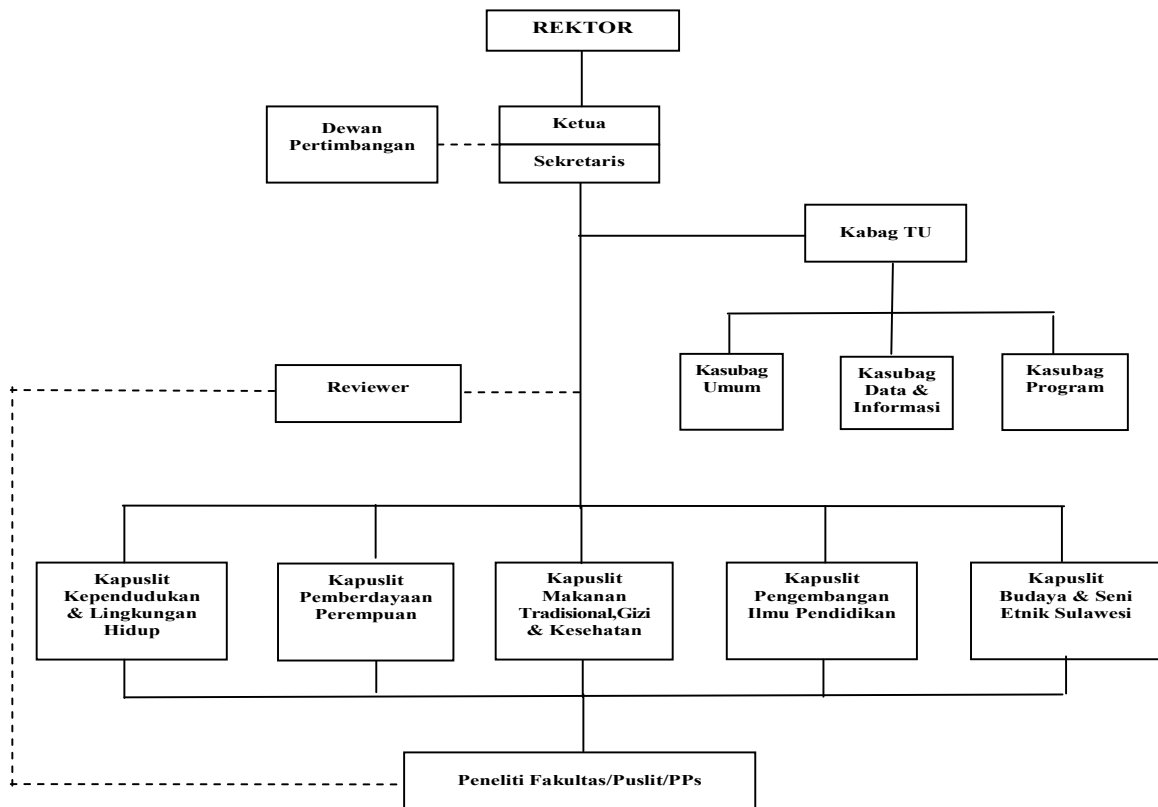 REKTOR
Dewan
Pertimbangan
Ketua
Sekretaris
Kabag TU
Kasubag
Umum
Kasubag
Data &
Informasi
Kasubag
Program
Reviewer
Kapuslit
Kependudukan
& Lingkungan
Hidup
Kapuslit
Pemberdayaan
Perempuan
Kapuslit
Makanan
Tradisional,Gizi
& Kesehatan
Kapuslit
Pengembangan
Ilmu Pendidikan
Kapuslit
Budaya & Seni
Etnik Sulawesi
Peneliti Fakultas/Puslit/PPs